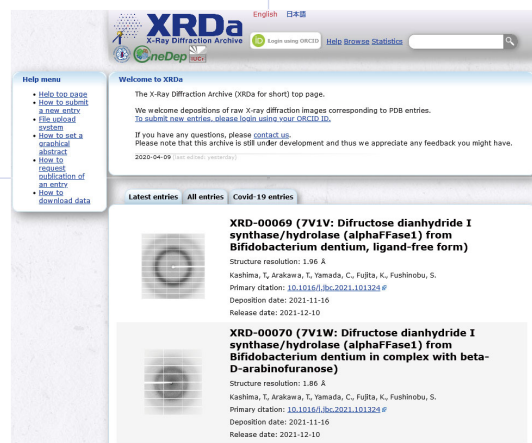 English 日本語
XRDa
X-Ray Diffraction Archive
OneDep
IUCr
iD Login using ORCID
Help Browse Statistics
Help menu
Help top page
How to submit
a new entry
File upload
system
How to set a
graphical
abstract
How to
request
publication of
an entry
How to
download data
Welcome to XRDa
The X-Ray Diffraction Archive (XRDa for short) top page.
We welcome depositions of raw X-ray diffraction images corresponding to PDB entries.
To submit new entries, please login using your ORCID iD.
If you have any questions, please contact us.
Please note that this archive is still under development and thus we appreciate any feedback you might have.
2020-04-09 (last edited: yesterday)
Latest entries All entries Covid-19 entries
XRD-00069 (7V1V: Difructose dianhydride I
synthase/hydrolase (alphaFFase1) from
Bifidobacterium dentium, ligand-free form)
Structure resolution: 1.96 Å
Kashima, T., Arakawa, T., Yamada, C., Fujita, K., Fushinobu, S.
Primary citation: 10.1016/j.jbc.2021.101324
Deposition date: 2021-11-16
Release date: 2021-12-10
XRD-00070 (7V1W: Difructose dianhydride I
synthase/hydrolase (alphaFFase1) from
Bifidobacterium dentium in complex with beta-
D-arabinofuranose)
Structure resolution: 1.86 Å
Kashima, T., Arakawa, T., Yamada, C., Fujita, K., Fushinobu, S.
Primary citation: 10.1016/j.jbc.2021.101324
Deposition date: 2021-11-16
Release date: 2021-12-10